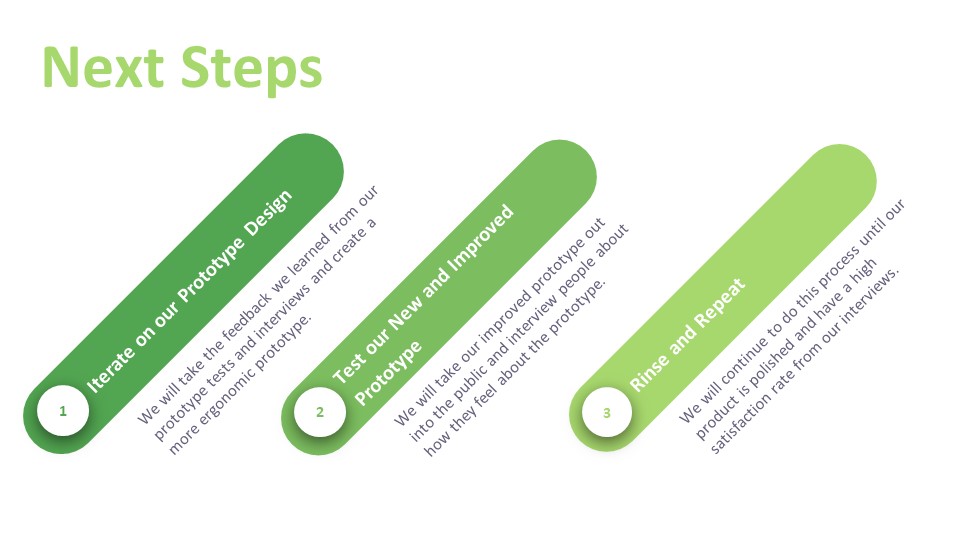 Next Steps
1
Iterate on our Prototype Design
We will take the feedback we learned from our
prototype tests and interviews and create a
more ergonomic prototype.
2
Test our New and Improved
Prototype
We will take our improved prototype out
into the public and interview people about
how they feel about the prototype.
3
Rinse and Repeat
We will continue to do this process until our
product is polished and have a high
satisfaction rate from our interviews.